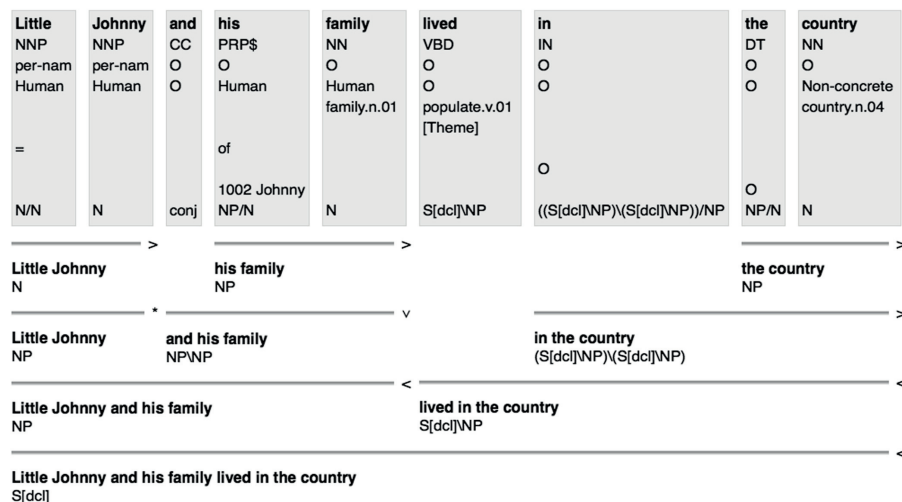 Little Johnny and his family lived in the country
NNP NNP CC PRP$ NN VBD IN DT NN
per-nam per-nam O O O O O O O
Human Human O Human Human O O O Non-concrete
family.n.01 populate.v.01 country.n.04
[Theme]
= of
O
1002 Johnny O
N/N N conj NP/N N S[dcl]\NP ((S[dcl]\NP)\(S[dcl]\NP))/NP NP/N N
> > >
Little Johnny his family the country
N NP NP
* v >
Little Johnny and his family in the country
NP NP\NP (S[dcl]\NP)\(S[dcl]\NP)
< <
Little Johnny and his family lived in the country
NP S[dcl]\NP
<
Little Johnny and his family lived in the country
S[dcl]